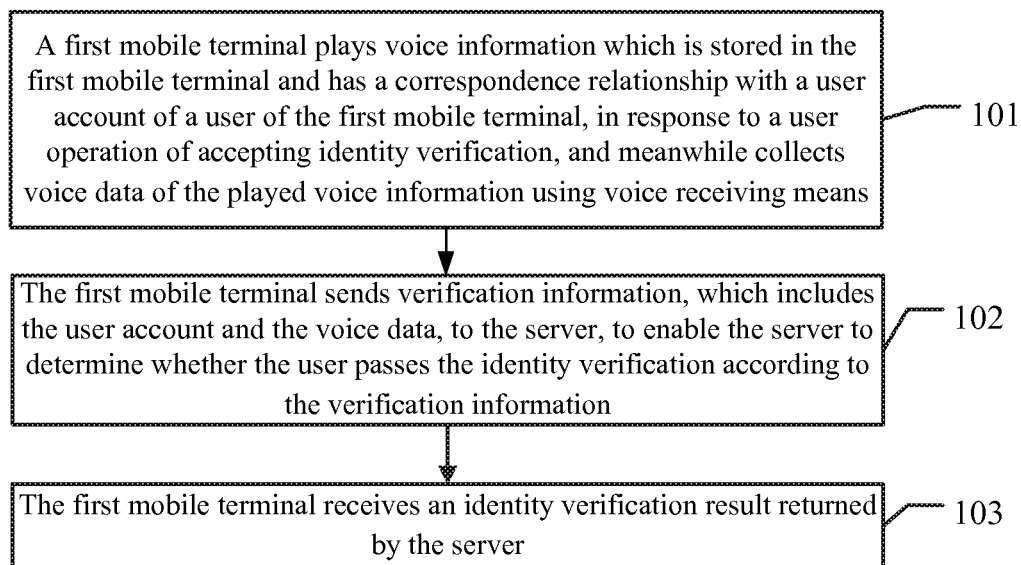 A first mobile terminal plays voice information which is stored in the
first mobile terminal and has a correspondence relationship with a user
account of a user of the first mobile terminal, in response to a user
operation of accepting identity verification, and meanwhile collects
voice data of the played voice information using voice receiving means
101
The first mobile terminal sends verification information, which includes
the user account and the voice data, to the server, to enable the server to
determine whether the user passes the identity verification according to
the verification information
102
The first mobile terminal receives an identity verification result returned
by the server
103